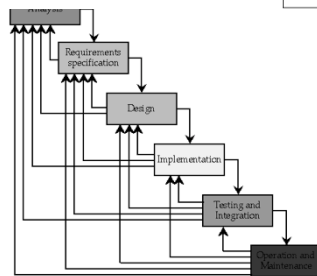 Analysis
Requirements
specification
Design
Implementation
Testing and
Integration
Operation and
Maintenance